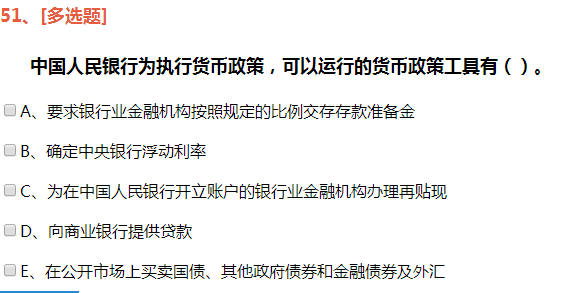 51、[多选题]
中国人民银行为执行货币政策，可以运行的货币政策工具有 ( ) 。
A、要求银行业金融机构按照规定的比例交存存款准备金
B、确定中央银行浮动利率
C、为在中国人民银行开立账户的银行业金融机构办理再贴现
D、向商业银行提供贷款
E、在公开市场上买卖国债、其他政府债券和金融债券及外汇